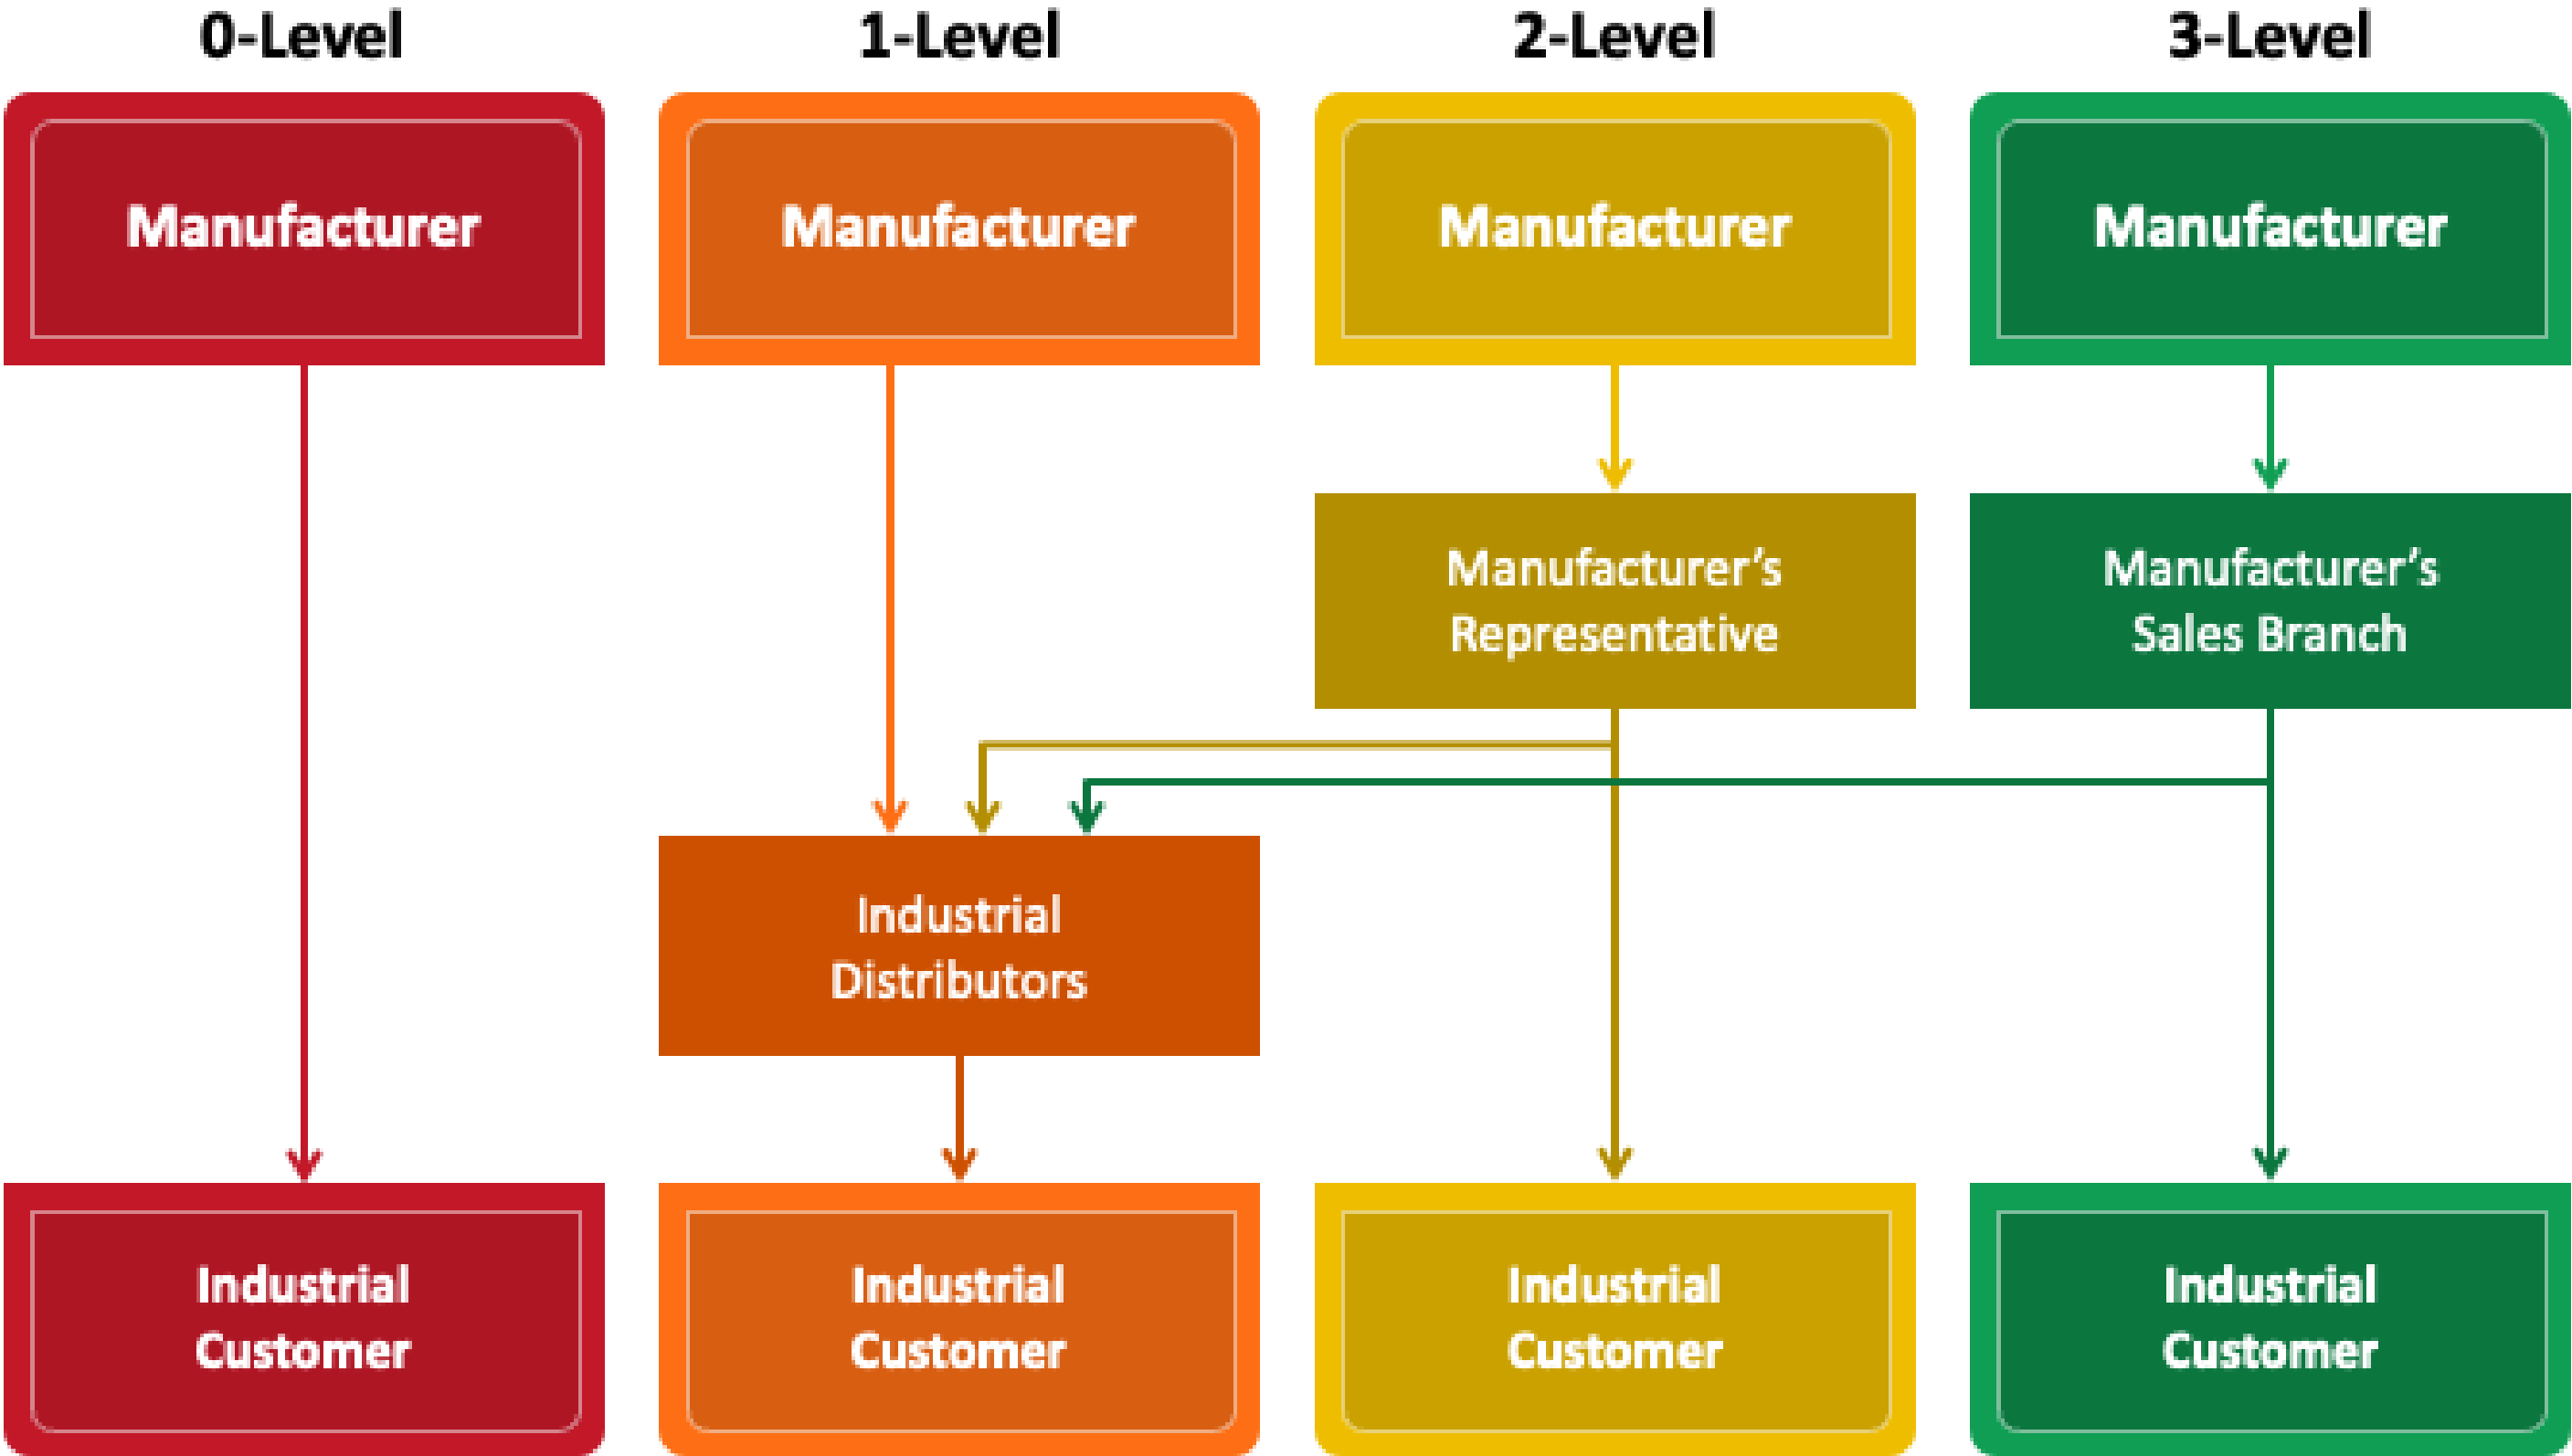 0-Level
1-Level
2-Level
3-Level
Manufacturer
Manufacturer
Manufacturer
Manufacturer
Manufacturer’s
Representative
Manufacturer’s
Sales Branch
Industrial
Distributors
Industrial
Customer
Industrial
Customer
Industrial
Customer
Industrial
Customer